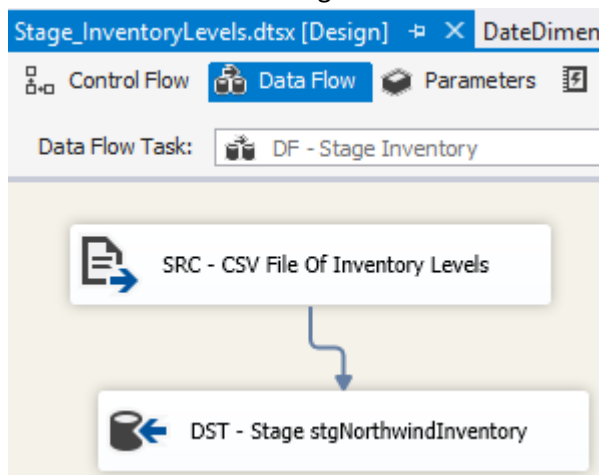 Stage_InventoryLevels.dtsx [Design] DateDimen
Control Flow Data Flow Parameters
Data Flow Task: DF - Stage Inventory
SRC - CSV File Of Inventory Levels
DST - Stage stgNorthwindInventory